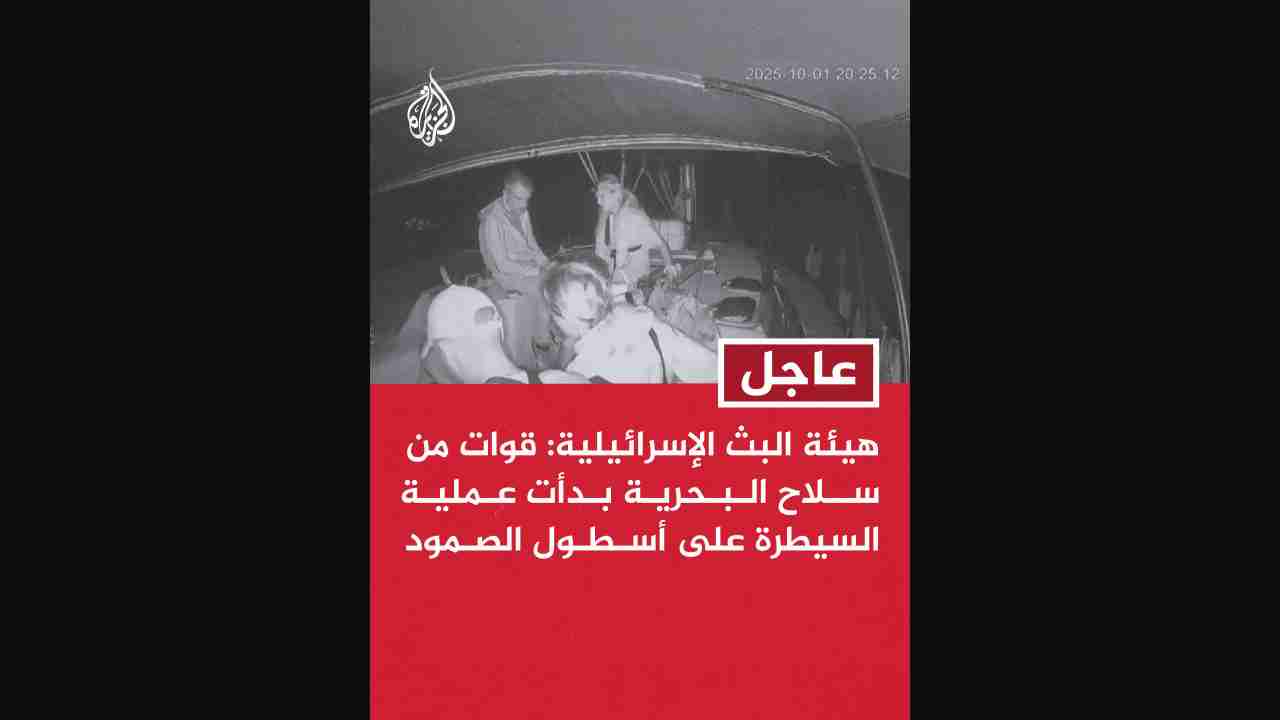 2025-10-01 20:25:12
الجزيرة
عاجل
هيئة البث الإسرائيلية: قوات من
سلاح البحرية بدأت عملية
السيطرة على أسطول الصمود